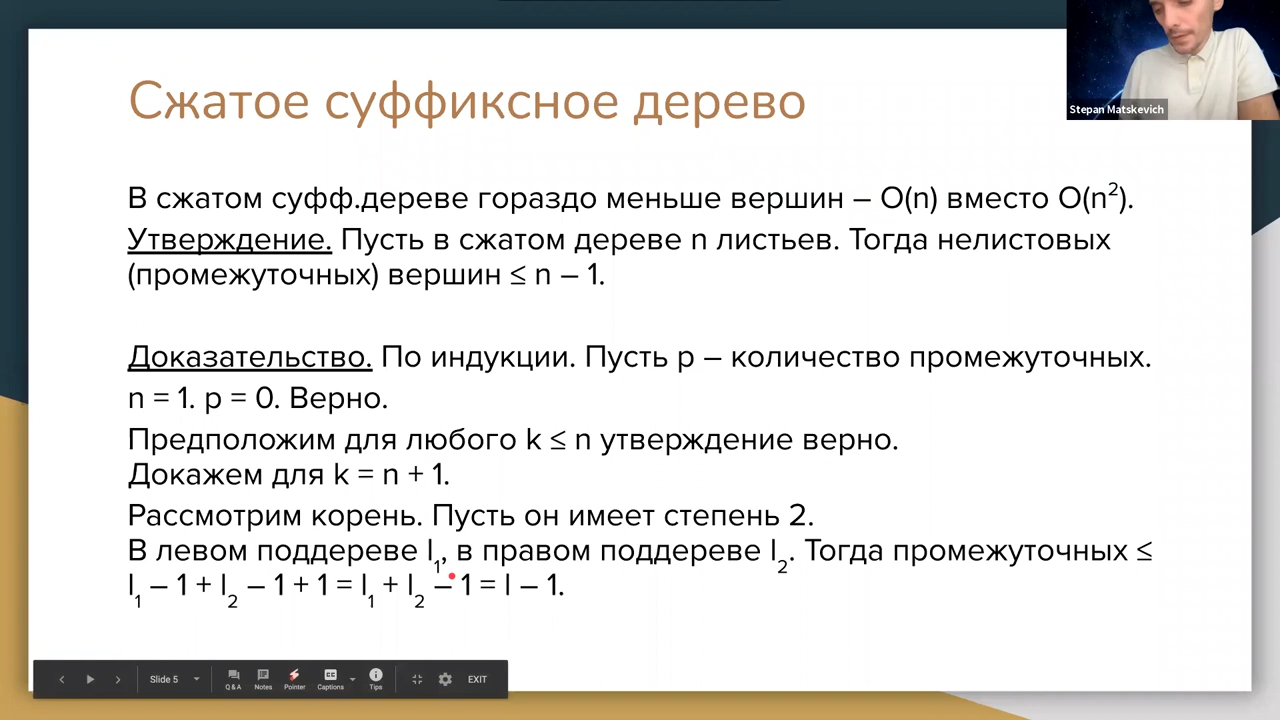 Сжатое суффиксное дерево
Stepan Matskevich
В сжатом суфф.дереве гораздо меньше вершин – O(n²) вместо O(n²).
Утверждение. Пусть в сжатом дереве n листьев. Тогда нелистовых
(промежуточных) вершин ≤ n – 1.
Доказательство. По индукции. Пусть p – количество промежуточных.
n = 1. p = 0. Верно.
Предположим для любого k ≤ n утверждение верно.
Докажем для k = n + 1.
Рассмотрим корень. Пусть он имеет степень 2.
В левом поддереве l₁, в правом поддереве l₂. Тогда промежуточных ≤
l₁ – 1 + l₂ – 1 + 1 = l₁ + l₂ – 1 = l – 1.
Slide 5
Q & A
Notes
Pointer
Captions
Tips
EXIT